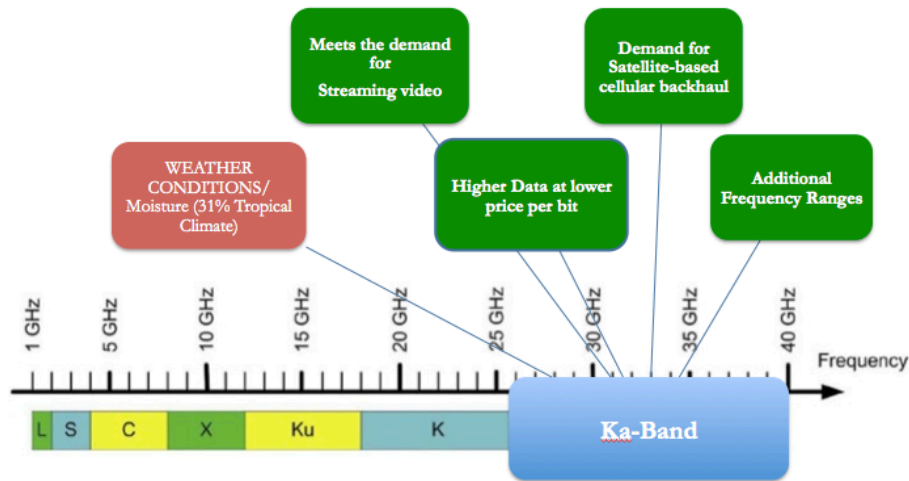 Meets the demand
for
Streaming video
Demand for
Satellite-based
cellular backhaul
WEATHER
CONDITIONS/
Moisture (31% Tropical
Climate)
Higher Data at lower
price per bit
Additional
Frequency Ranges
1 GHz
5 GHz
10 GHz
15 GHz
20 GHz
25 GHz
30 GHz
35 GHz
40 GHz
Frequency
L
S
C
X
Ku
K
Ka-Band